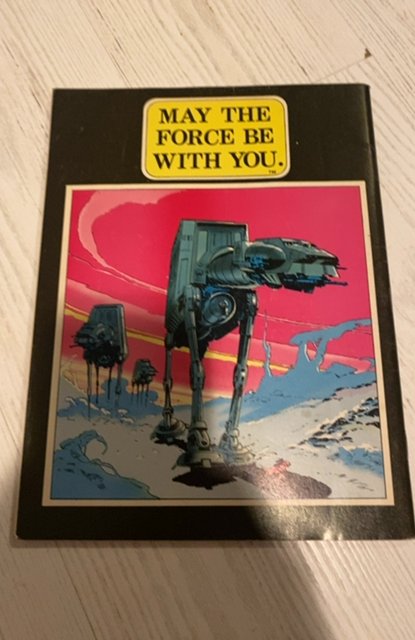 MAY THE
FORCE BE
WITH YOU.
TM